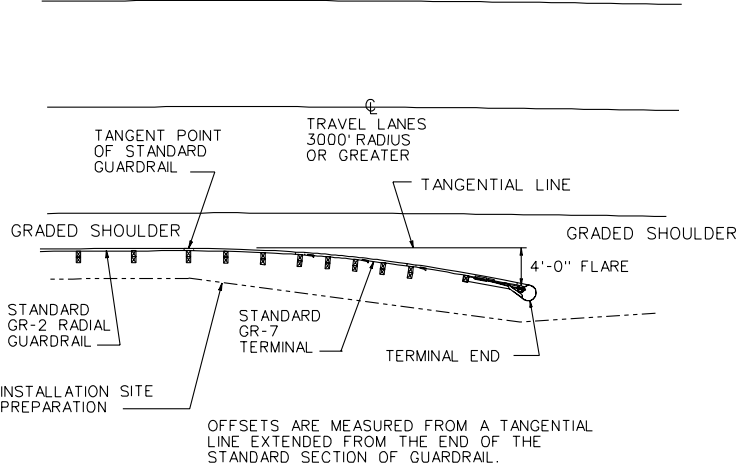 ℄
TRAVEL LANES
3000' RADIUS
OR GREATER
TANGENT POINT
OF STANDARD
GUARDRAIL
TANGENTIAL LINE
GRADED SHOULDER
GRADED SHOULDER
4'-0" FLARE
STANDARD
GR-2 RADIAL
GUARDRAIL
STANDARD
GR-7
TERMINAL
TERMINAL END
INSTALLATION SITE
PREPARATION
OFFSETS ARE MEASURED FROM A TANGENTIAL
LINE EXTENDED FROM THE END OF THE
STANDARD SECTION OF GUARDRAIL.